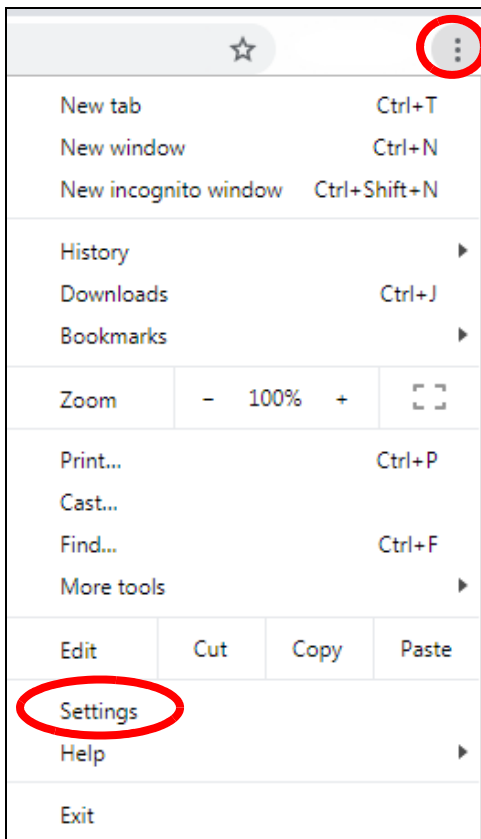 New tab Ctrl+T
New window Ctrl+N
New incognito window Ctrl+Shift+N
History
Downloads Ctrl+J
Bookmarks
Zoom - 100% +
Print... Ctrl+P
Cast...
Find... Ctrl+F
More tools
Edit Cut Copy Paste
Settings
Help
Exit